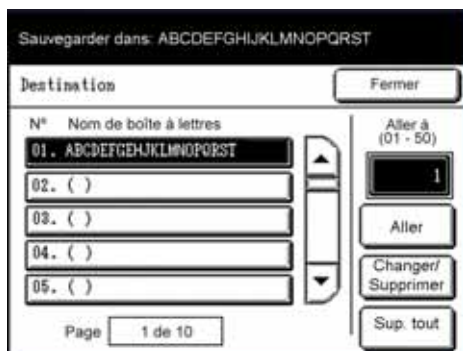 Sauvegarder dans: ABCDEFGHIJKLMNOPQRST
Destination
Fermer
N° Nom de boîte à lettres
01. ABCDEFGEHJKLMNOPQRST
02. ( )
03. ( )
04. ( )
05. ( )
Page 1 de 10
Aller à
(01 - 50)
1
Aller
Changer/
Supprimer
Sup. tout